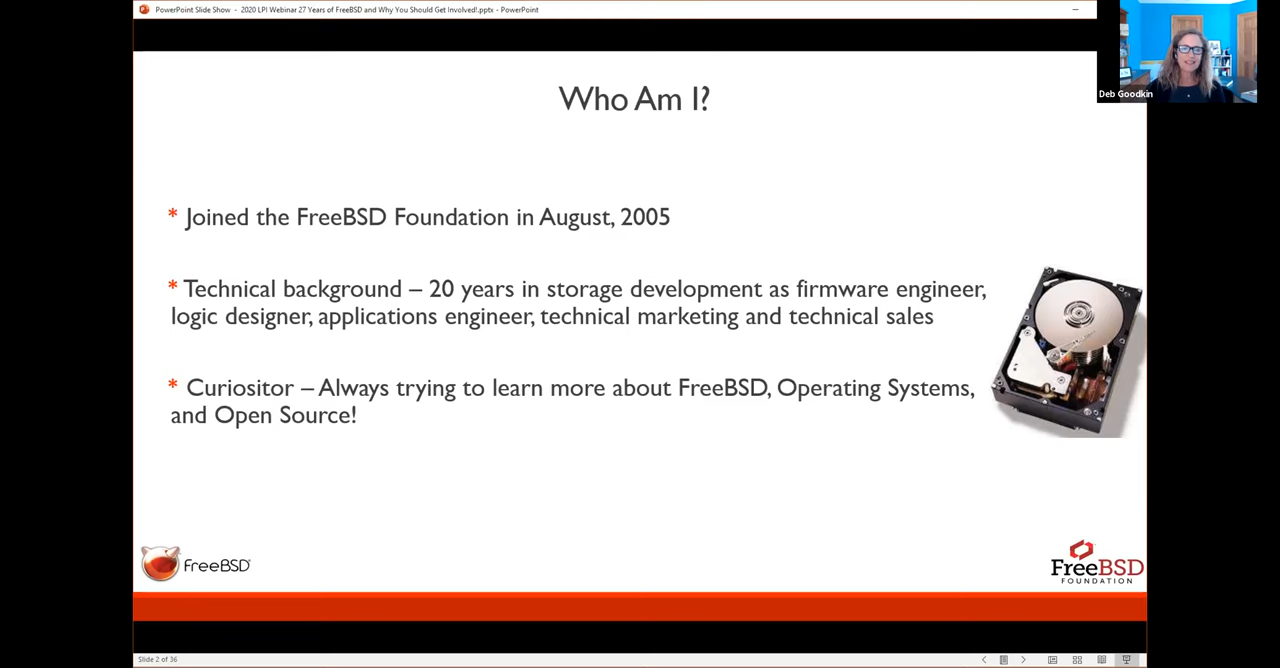 PowerPoint Slide Show - 2020 LPI Webinar 27 Years of FreeBSD and Why You Should Get Involved!.pptx - PowerPoint
Deb Goodkin
Who Am I?
* Joined the FreeBSD Foundation in August, 2005
* Technical background – 20 years in storage development as firmware engineer,
logic designer, applications engineer, technical marketing and technical sales
* Curiositor – Always trying to learn more about FreeBSD, Operating Systems,
and Open Source!
FreeBSD
FreeBSD
FOUNDATION
Slide 2 of 36